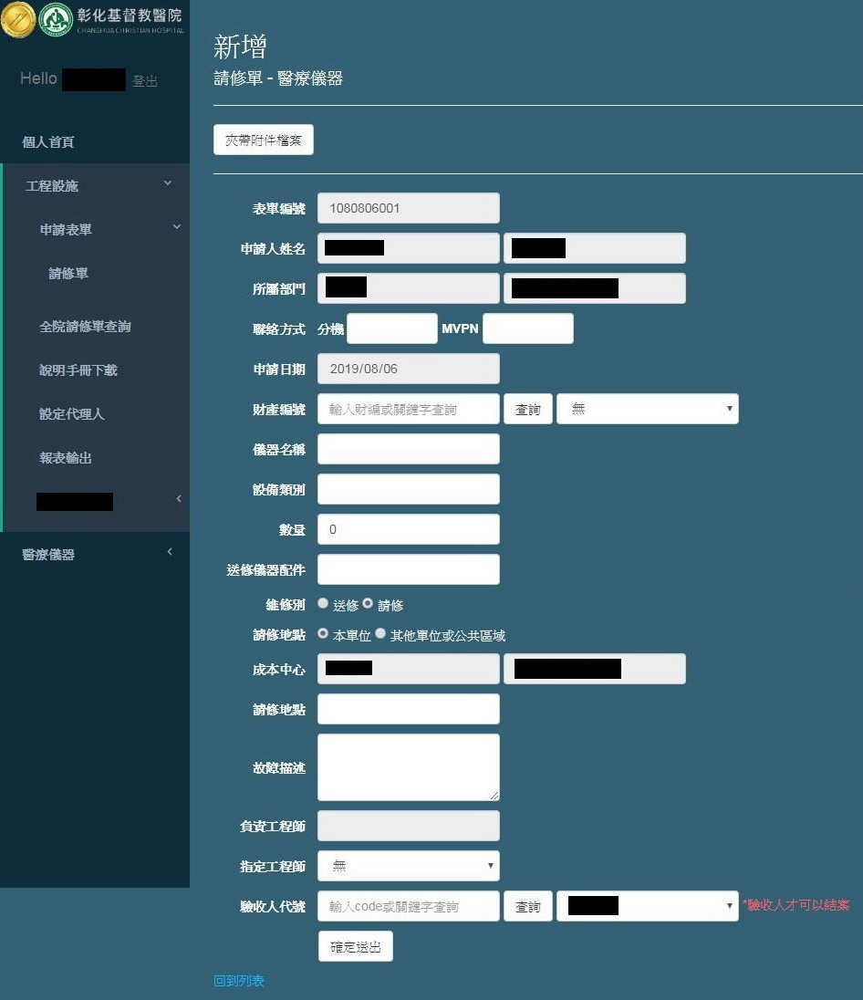 彰化基督教醫院
CHANGHUA CHRISTIAN HOSPITAL
Hello 登出
個人首頁
工程設施
申請表單
請修單
全院請修單查詢
說明手冊下載
設定代理人
報表輸出
醫療儀器
新增
請修單 - 醫療儀器
夾帶附件檔案
表單編號 1080806001
申請人姓名
所屬部門
聯絡方式 分機 MVPN
申請日期 2019/08/06
財產編號 輸入財編或關鍵字查詢 查詢 無
儀器名稱
設備類別
數量 0
送修儀器配件
維修別 送修 請修
請修地點 本單位 其他單位或公共區域
成本中心
請修地點
故障描述
負責工程師
指定工程師 無
驗收人代號 輸入code或關鍵字查詢 查詢 *驗收人才可以結案
確定送出
回到列表